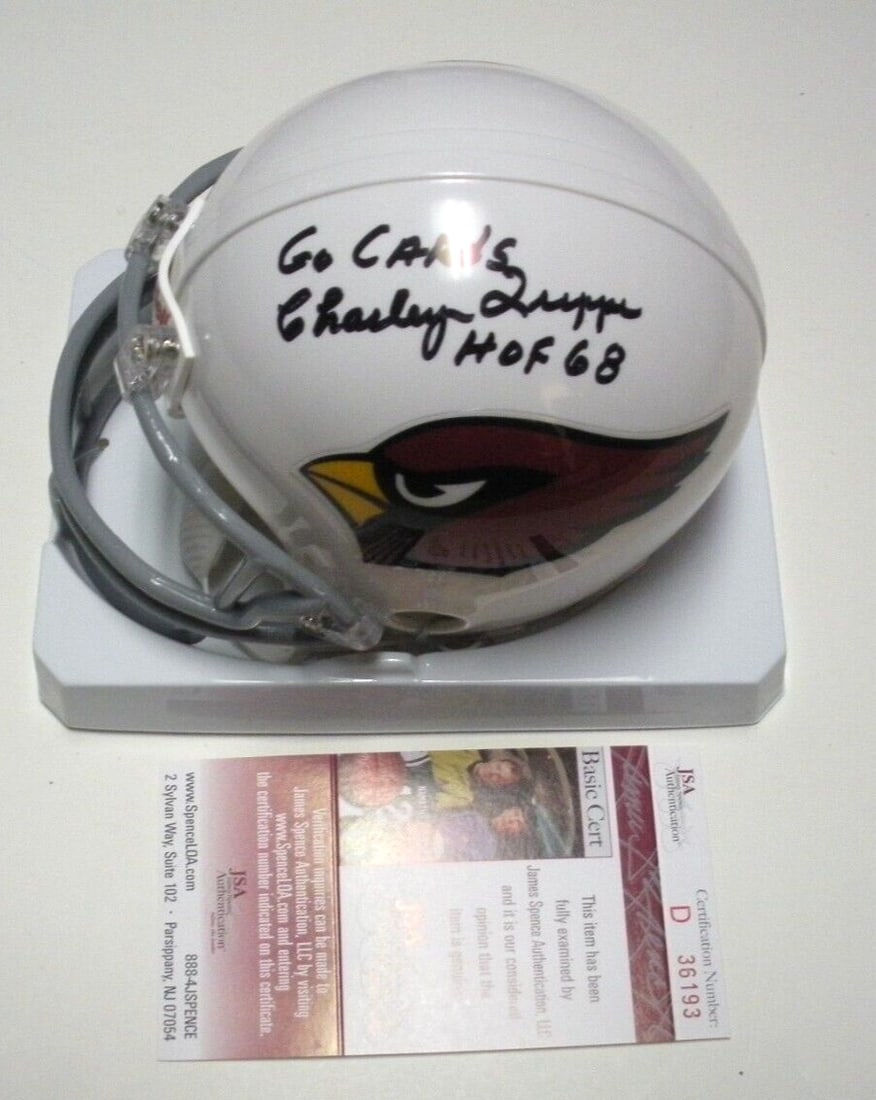 Go CARDS
Charley Trippi
HOF 68
JSA
Authentication
Certification Number:
D 36193
Basic Cert
This item has been
fully examined by
James Spence Authentication, LLC
and it is our considered
opinion that the
item is genuine
Verification inquiries can be made to
James Spence Authentication, LLC by visiting
www.SpenceLOA.com and entering
the certification number indicated on this certificate.
JSA
Authentication
www.SpenceLOA.com 888-4JSPENCE
2 Sylvan Way, Suite 102 · Parsippany, NJ 07054